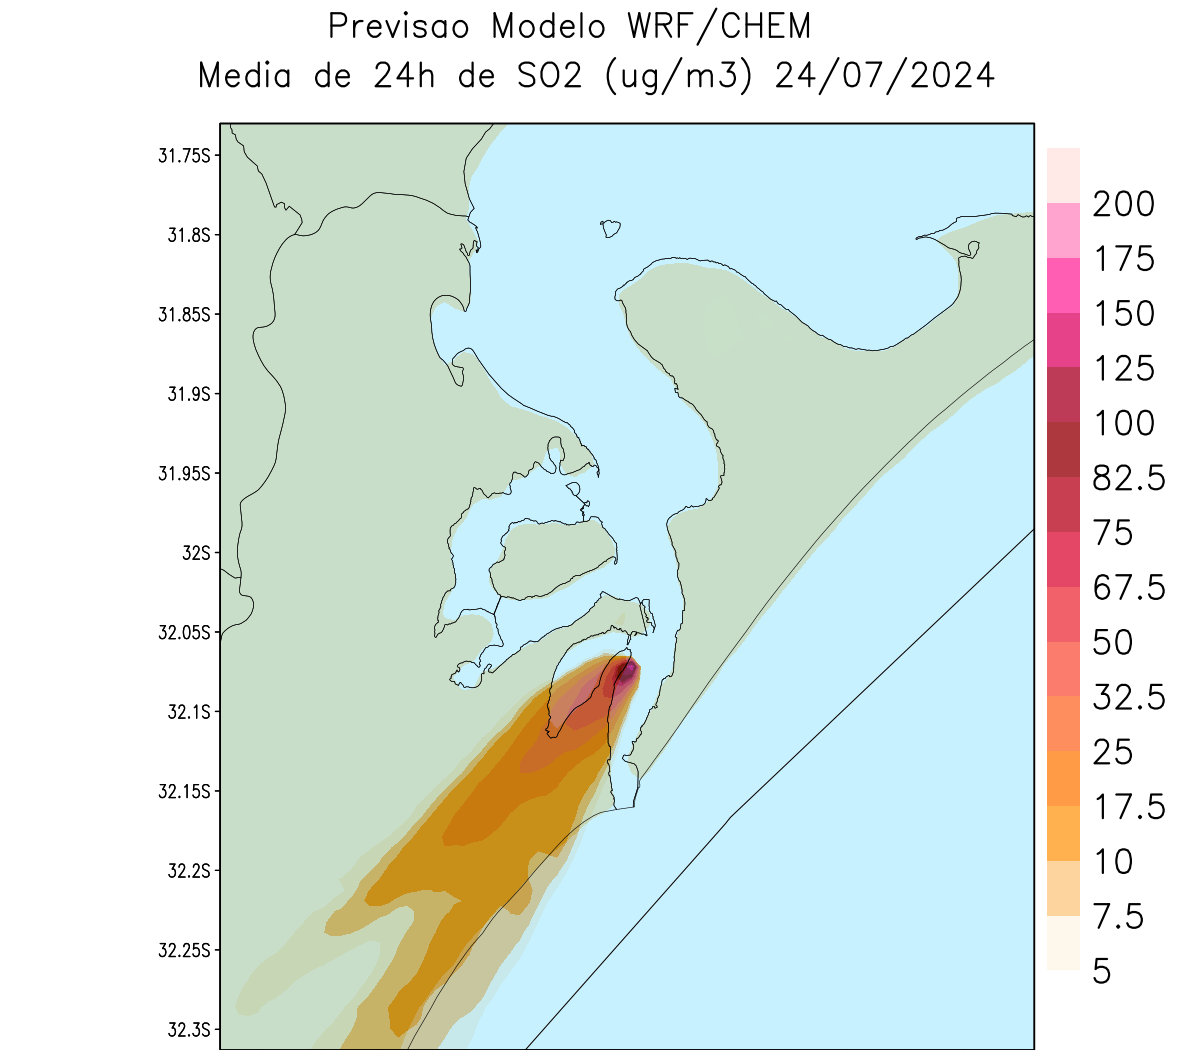 Previsao Modelo WRF/CHEM
Media de 24h de SO2 (ug/m3) 24/07/2024
31.75S
31.8S
31.85S
31.9S
31.95S
32S
32.05S
32.1S
32.15S
32.2S
32.25S
32.3S
200
175
150
125
100
82.5
75
67.5
50
32.5
25
17.5
10
7.5
5